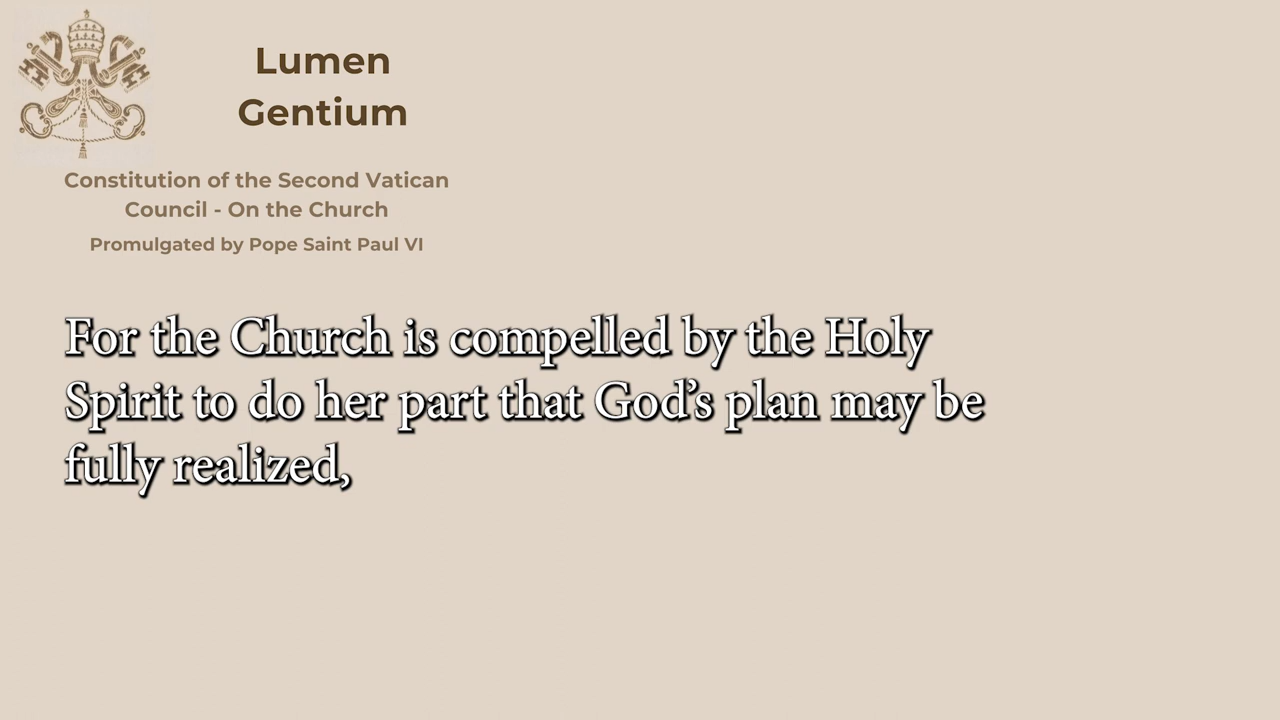 Lumen
Gentium
Constitution of the Second Vatican
Council - On the Church
Promulgated by Pope Saint Paul VI
For the Church is compelled by the Holy
Spirit to do her part that God’s plan may be
fully realized,